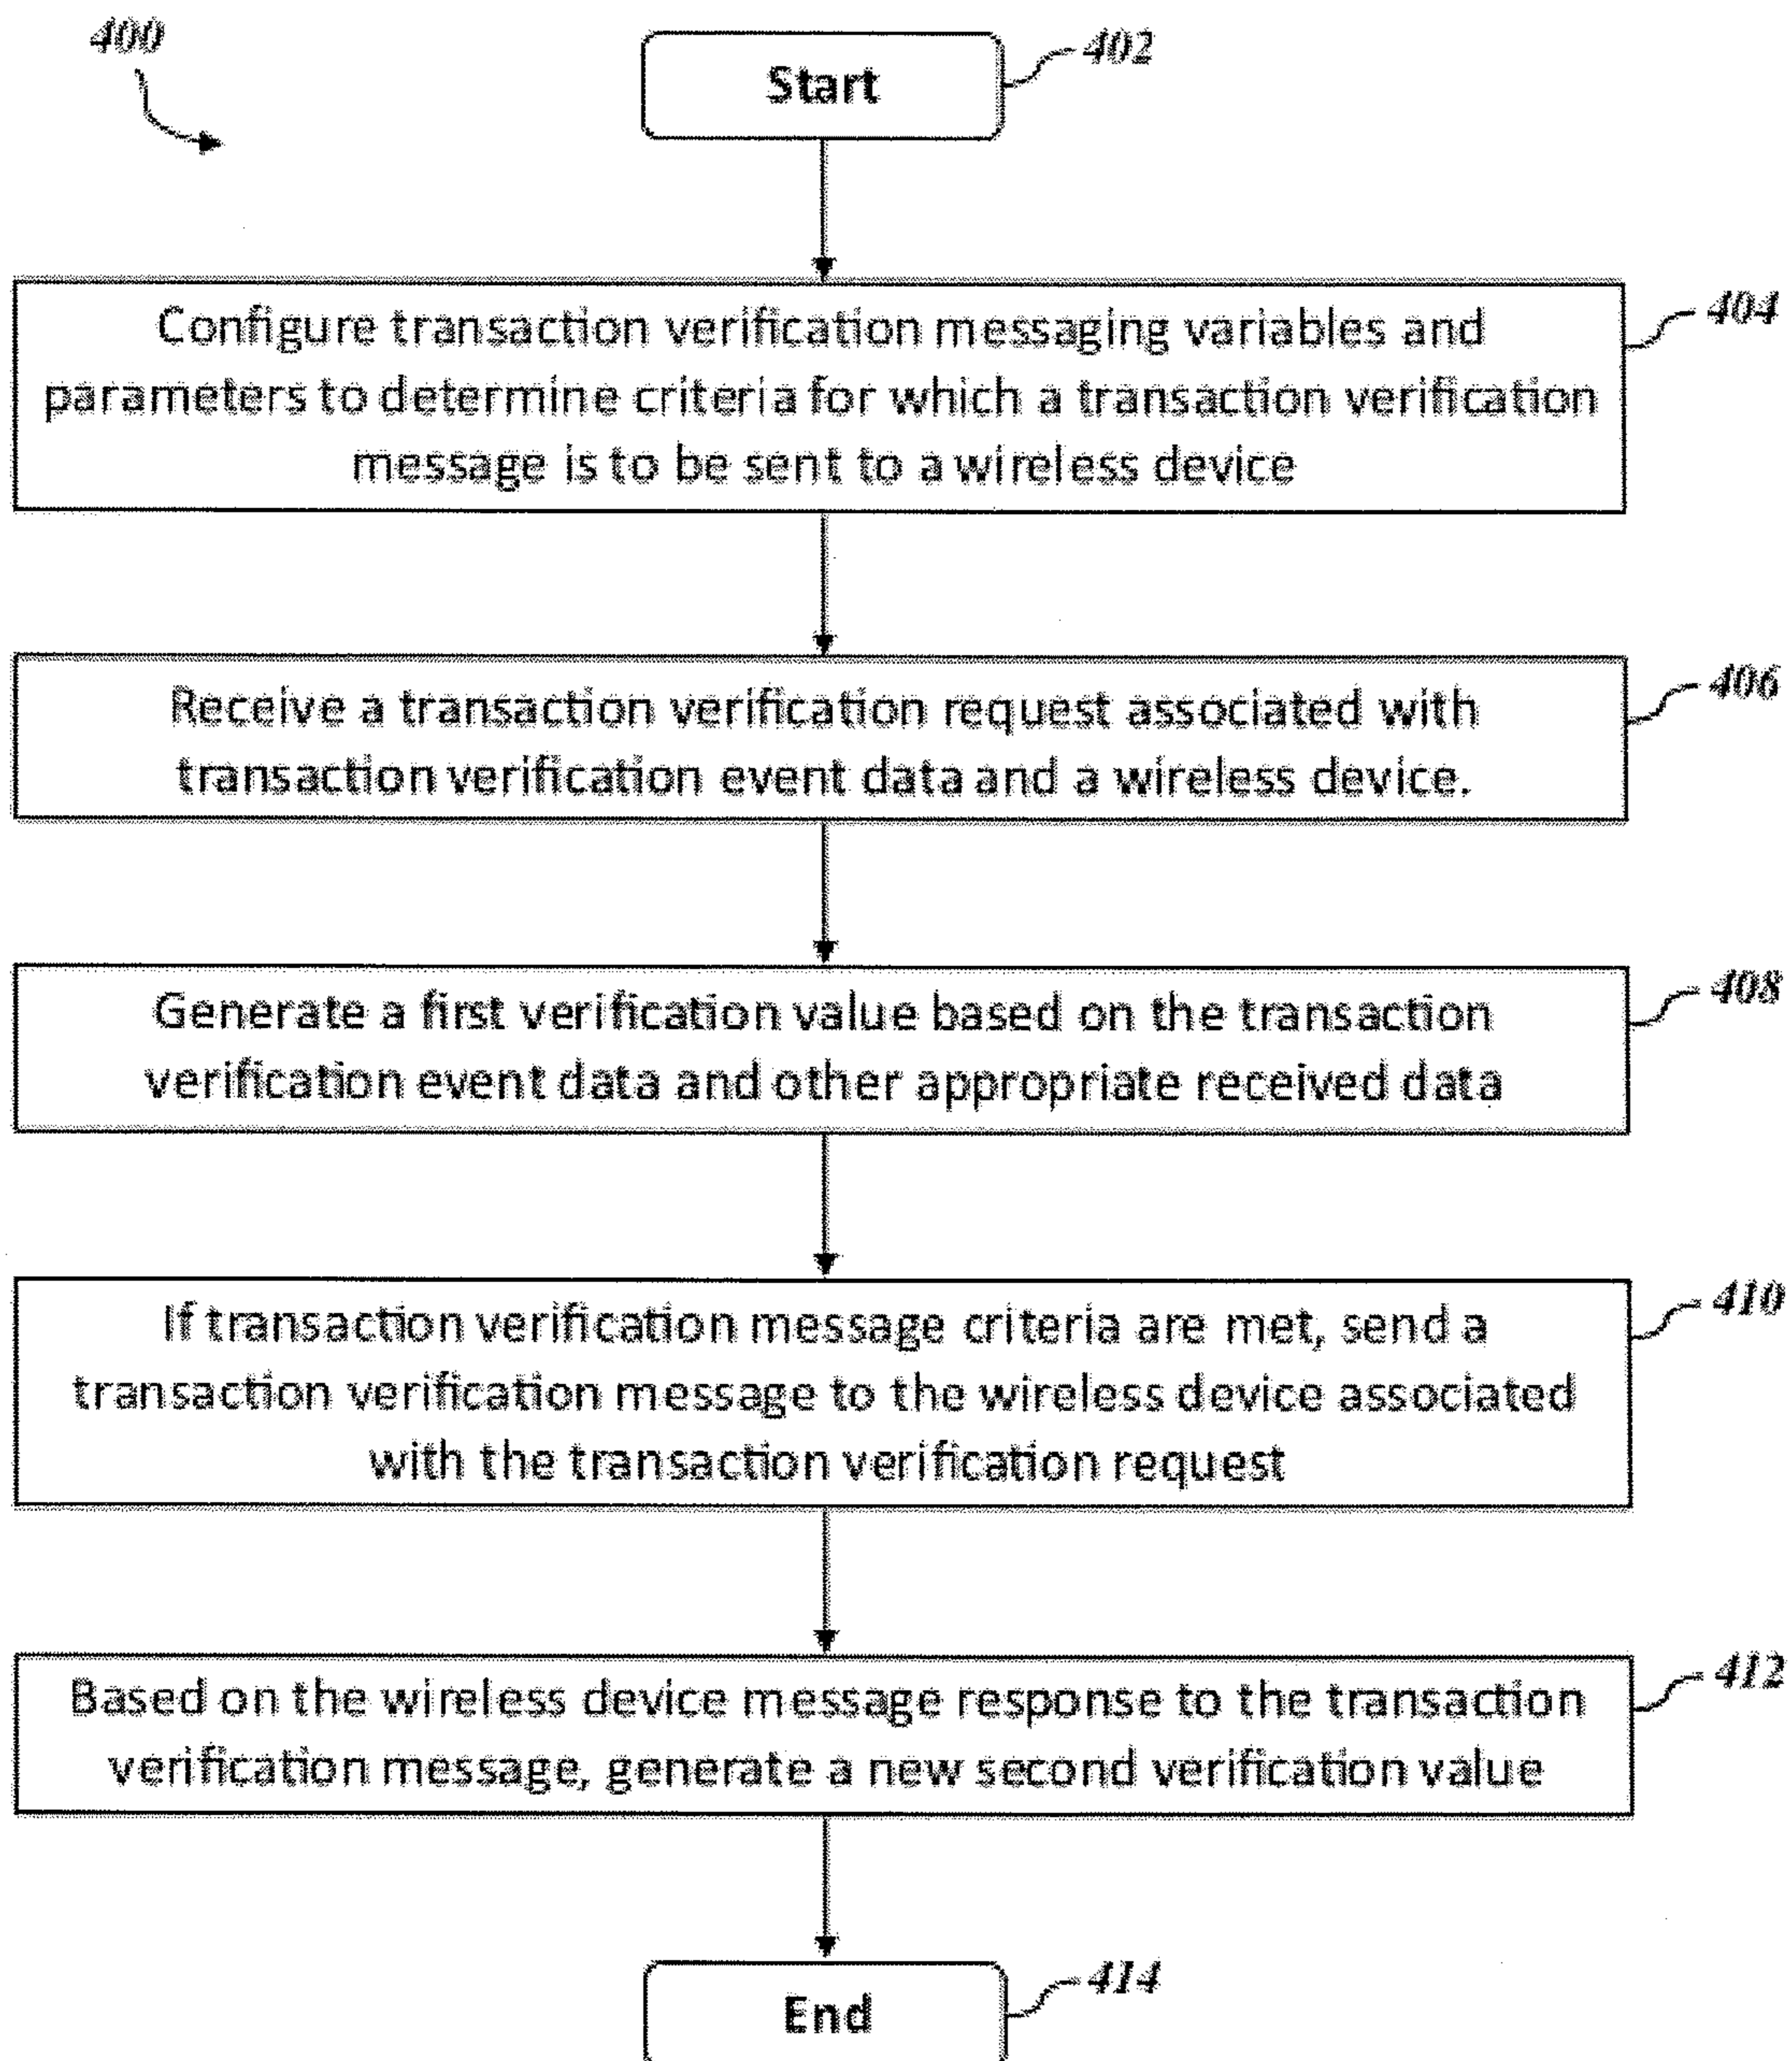 400
Start
402
Configure transaction verification messaging variables and
parameters to determine criteria for which a transaction verification
message is to be sent to a wireless device
404
Receive a transaction verification request associated with
transaction verification event data and a wireless device.
406
Generate a first verification value based on the transaction
verification event data and other appropriate received data
408
If transaction verification message criteria are met, send a
transaction verification message to the wireless device associated
with the transaction verification request
410
Based on the wireless device message response to the transaction
verification message, generate a new second verification value
412
End
414